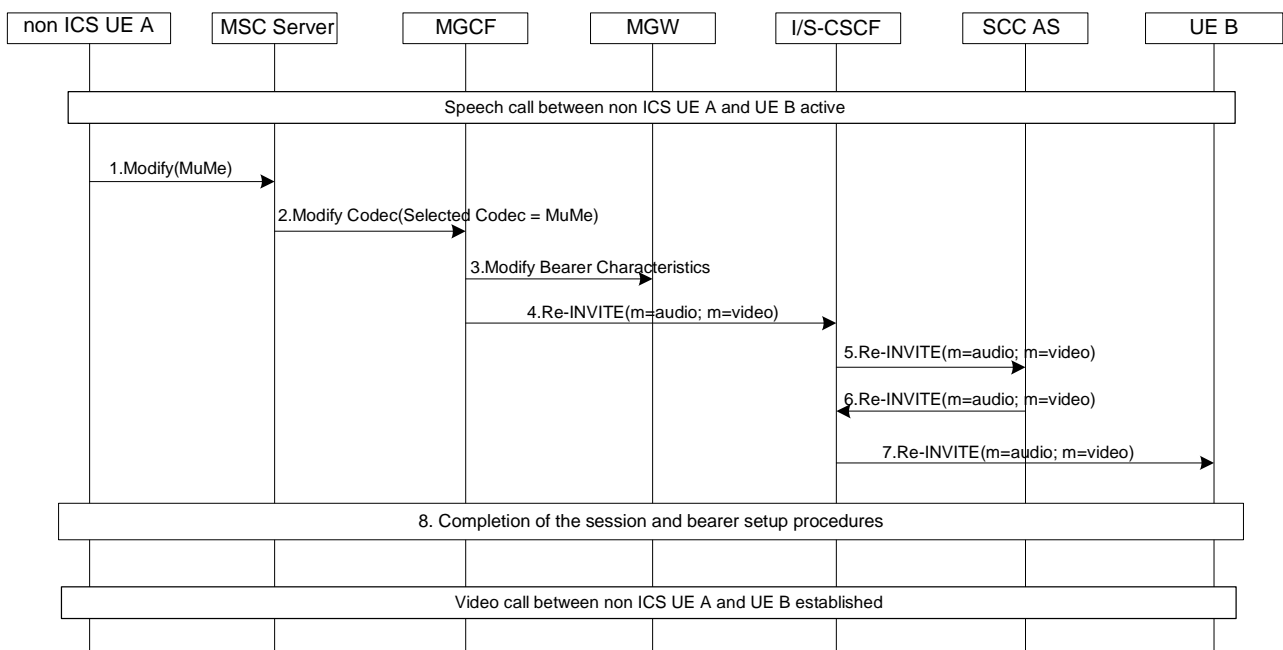 non ICS UE A
MSC Server
MGCF
MGW
I/S-CSCF
SCC AS
UE B
Speech call between non ICS UE A and UE B active
1.Modify(MuMe)
2.Modify Codec(Selected Codec = MuMe)
3.Modify Bearer Characteristics
4.Re-INVITE(m=audio; m=video)
5.Re-INVITE(m=audio; m=video)
6.Re-INVITE(m=audio; m=video)
7.Re-INVITE(m=audio; m=video)
8. Completion of the session and bearer setup procedures
Video call between non ICS UE A and UE B established